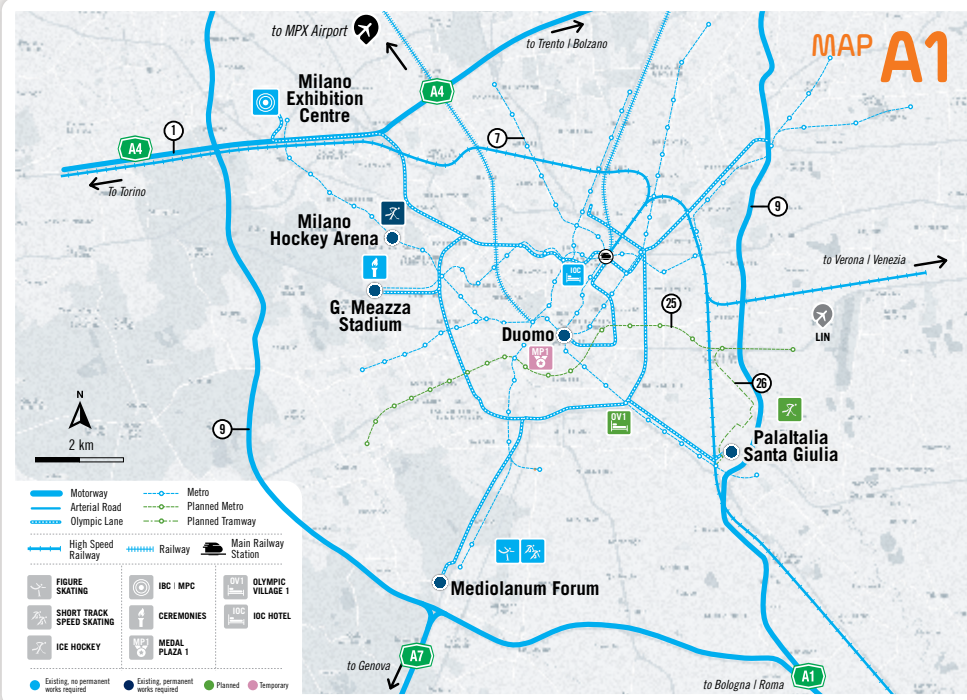 to MPX Airport
to Trento | Bolzano
MAP A1
Milano
Exhibition
Centre
A4
1
A4
7
To Torino
9
Milano
Hockey Arena
IOC
to Verona | Venezia
G. Meazza
Stadium
25
LIN
Duomo
MP1
26
N
2 km
9
OV1
PalaItalia
Santa Giulia
Motorway
Arterial Road
Olympic Lane
Metro
Planned Metro
Planned Tramway
High Speed
Railway
Railway
Main Railway
Station
FIGURE
SKATING
IBC | MPC
OV1
OLYMPIC
VILLAGE 1
SHORT TRACK
SPEED SKATING
CEREMONIES
IOC
IOC HOTEL
ICE HOCKEY
MP1
MEDAL
PLAZA 1
Existing, no permanent
works required
Existing, permanent
works required
Planned
Temporary
Mediolanum Forum
to Genova
A7
to Bologna | Roma
A1